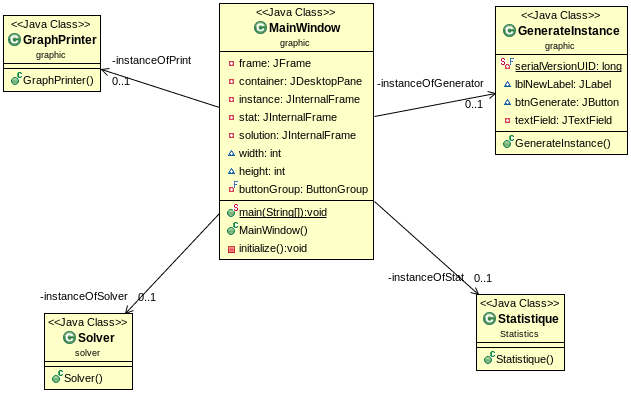 <<Java Class>>
GraphPrinter
graphic
GraphPrinter()
-instanceOfPrint
0..1
<<Java Class>>
MainWindow
graphic
frame: JFrame
container: JDesktopPane
instance: JInternalFrame
stat: JInternalFrame
solution: JInternalFrame
width: int
height: int
buttonGroup: ButtonGroup
main(String[]):void
MainWindow()
initialize():void
-instanceOfGenerator
0..1
<<Java Class>>
GenerateInstance
graphic
serialVersionUID: long
lblNewLabel: JLabel
btnGenerate: JButton
textField: JTextField
GenerateInstance()
-instanceOfSolver
0..1
<<Java Class>>
Solver
solver
Solver()
-instanceOfStat
0..1
<<Java Class>>
Statistique
Statistics
Statistique()